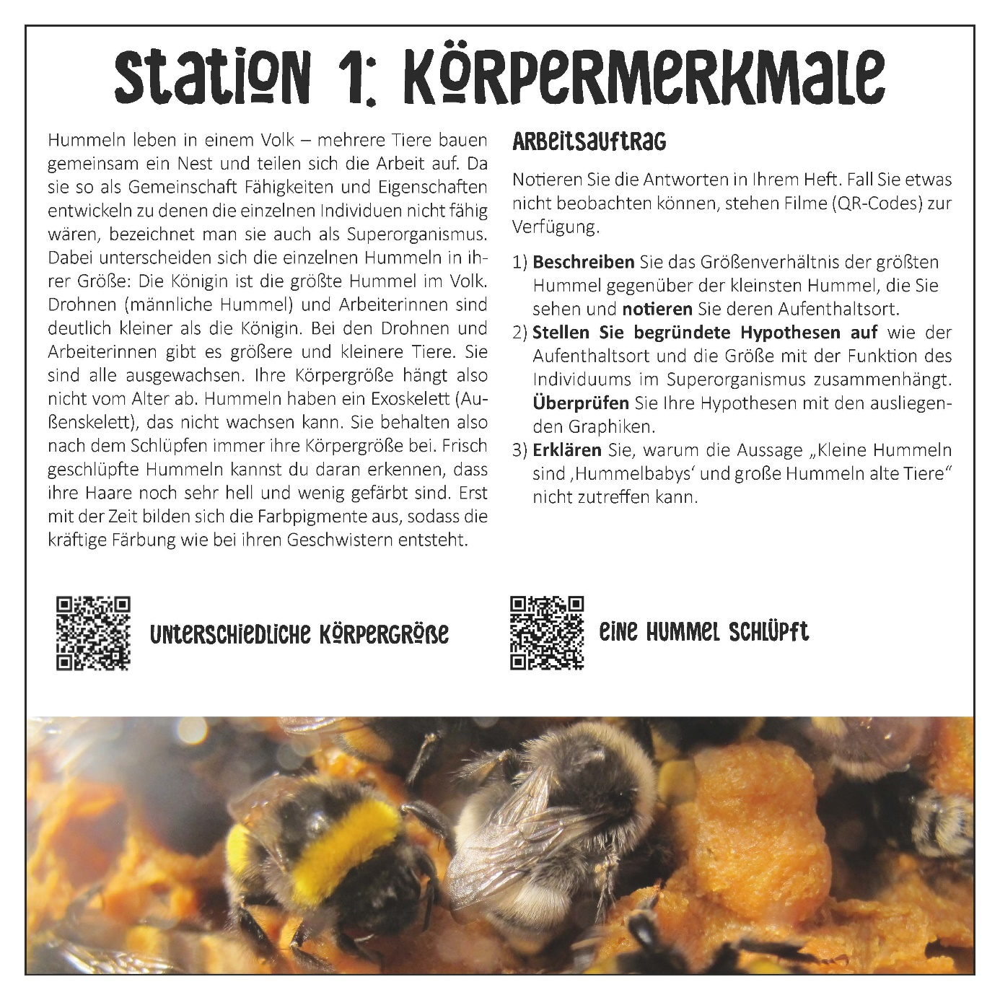 Station 1: Körpermerkmale
Hummeln leben in einem Volk – mehrere Tiere bauen
gemeinsam ein Nest und teilen sich die Arbeit auf. Da
sie so als Gemeinschaft Fähigkeiten und Eigenschaften
entwickeln zu denen die einzelnen Individuen nicht fähig
wären, bezeichnet man sie auch als Superorganismus.
Dabei unterscheiden sich die einzelnen Hummeln in ih-
rer Größe: Die Königin ist die größte Hummel im Volk.
Drohnen (männliche Hummel) und Arbeiterinnen sind
deutlich kleiner als die Königin. Bei den Drohnen und
Arbeiterinnen gibt es größere und kleinere Tiere. Sie
sind alle ausgewachsen. Ihre Körpergröße hängt also
nicht vom Alter ab. Hummeln haben ein Exoskelett (Au-
ßenskelett), das nicht wachsen kann. Sie behalten also
nach dem Schlüpfen immer ihre Körpergröße bei. Frisch
geschlüpfte Hummeln kannst du daran erkennen, dass
ihre Haare noch sehr hell und wenig gefärbt sind. Erst
mit der Zeit bilden sich die Farbpigmente aus, sodass die
kräftige Färbung wie bei ihren Geschwistern entsteht.
Arbeitsauftrag
Notieren Sie die Antworten in Ihrem Heft. Fall Sie etwas
nicht beobachten können, stehen Filme (QR-Codes) zur
Verfügung.
1) Beschreiben Sie das Größenverhältnis der größten
Hummel gegenüber der kleinsten Hummel, die Sie
sehen und notieren Sie deren Aufenthaltsort.
2) Stellen Sie begründete Hypothesen auf wie der
Aufenthaltsort und die Größe mit der Funktion des
Individuums im Superorganismus zusammenhängt.
Überprüfen Sie Ihre Hypothesen mit den ausliegen-
den Graphiken.
3) Erklären Sie, warum die Aussage „Kleine Hummeln
sind ‚Hummelbabys‘ und große Hummeln alte Tiere“
nicht zutreffen kann.
Unterschiedliche Körpergröße
Eine Hummel schlüpft